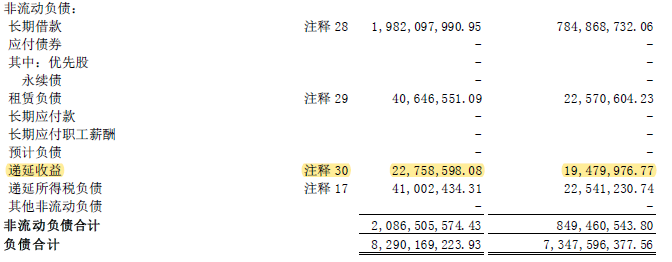 非流动负债：
长期借款 注释 28 1,982,097,990.95 784,868,732.06
应付债券 - -
其中：优先股 - -
永续债 - -
租赁负债 注释 29 40,646,551.09 22,570,604.23
长期应付款 - -
长期应付职工薪酬 - -
预计负债 - -
递延收益 注释 30 22,758,598.08 19,479,976.77
递延所得税负债 注释 17 41,002,434.31 22,541,230.74
其他非流动负债 - -
非流动负债合计 2,086,505,574.43 849,460,543.80
负债合计 8,290,169,223.93 7,347,596,377.56